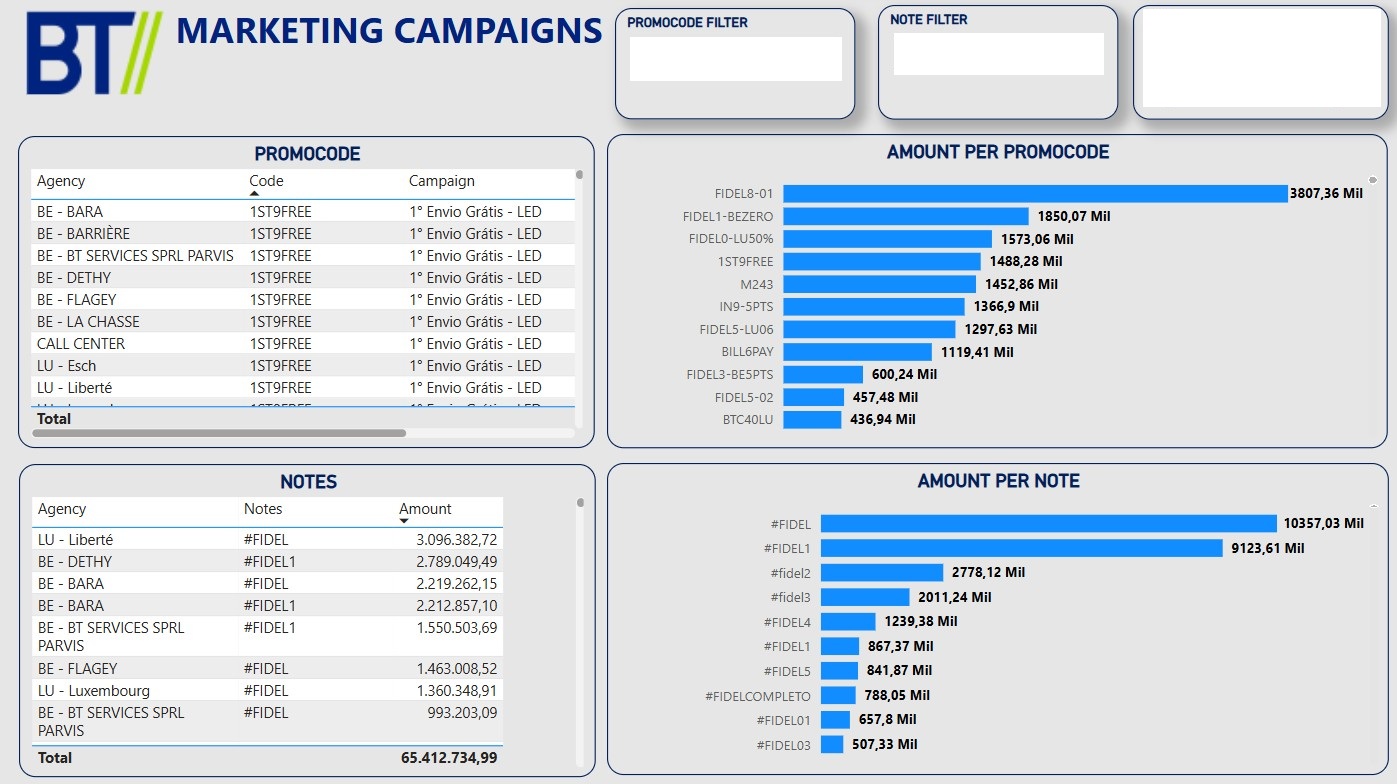 BT//
MARKETING CAMPAIGNS
PROMOCODE FILTER
NOTE FILTER
PROMOCODE
Agency Code Campaign
BE - BARA 1ST9FREE 1° Envio Grátis - LED
BE - BARRIÈRE 1ST9FREE 1° Envio Grátis - LED
BE - BT SERVICES SPRL PARVIS 1ST9FREE 1° Envio Grátis - LED
BE - DETHY 1ST9FREE 1° Envio Grátis - LED
BE - FLAGEY 1ST9FREE 1° Envio Grátis - LED
BE - LA CHASSE 1ST9FREE 1° Envio Grátis - LED
CALL CENTER 1ST9FREE 1° Envio Grátis - LED
LU - Esch 1ST9FREE 1° Envio Grátis - LED
LU - Liberté 1ST9FREE 1° Envio Grátis - LED
Total
AMOUNT PER PROMOCODE
FIDEL8-01 3807,36 Mil
FIDEL1-BEZERO 1850,07 Mil
FIDEL0-LU50% 1573,06 Mil
1ST9FREE 1488,28 Mil
M243 1452,86 Mil
IN9-5PTS 1366,9 Mil
FIDEL5-LU06 1297,63 Mil
BILL6PAY 1119,41 Mil
FIDEL3-BE5PTS 600,24 Mil
FIDEL5-02 457,48 Mil
BTC40LU 436,94 Mil
NOTES
Agency Notes Amount
LU - Liberté #FIDEL 3.096.382,72
BE - DETHY #FIDEL1 2.789.049,49
BE - BARA #FIDEL 2.219.262,15
BE - BARA #FIDEL1 2.212.857,10
BE - BT SERVICES SPRL #FIDEL1 1.550.503,69
PARVIS
BE - FLAGEY #FIDEL 1.463.008,52
LU - Luxembourg #FIDEL 1.360.348,91
BE - BT SERVICES SPRL #FIDEL 993.203,09
PARVIS
Total 65.412.734,99
AMOUNT PER NOTE
#FIDEL 10357,03 Mil
#FIDEL1 9123,61 Mil
#fidel2 2778,12 Mil
#fidel3 2011,24 Mil
#FIDEL4 1239,38 Mil
#FIDEL1 867,37 Mil
#FIDEL5 841,87 Mil
#FIDELCOMPLETO 788,05 Mil
#FIDEL01 657,8 Mil
#FIDEL03 507,33 Mil